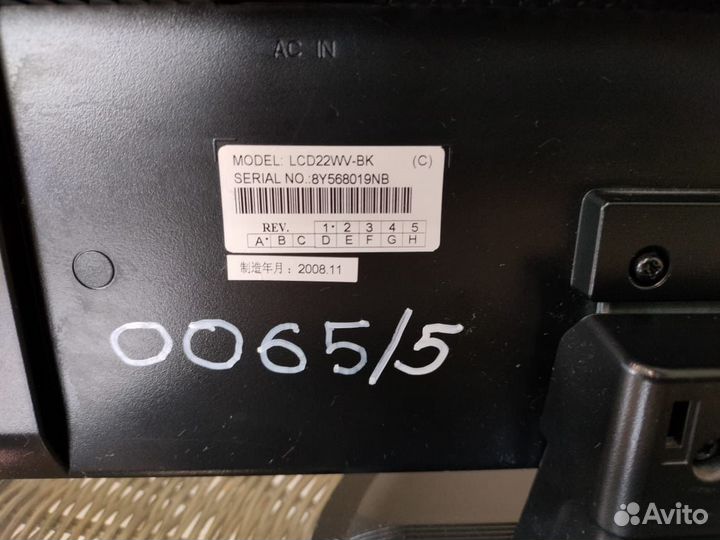 AC IN
MODEL: LCD22WV-BK (C)
SERIAL NO.:8Y568019NB
REV. 1• 2 3 4 5
A• B C D E F G H
制造年月：2008.11
0065/5
Avito